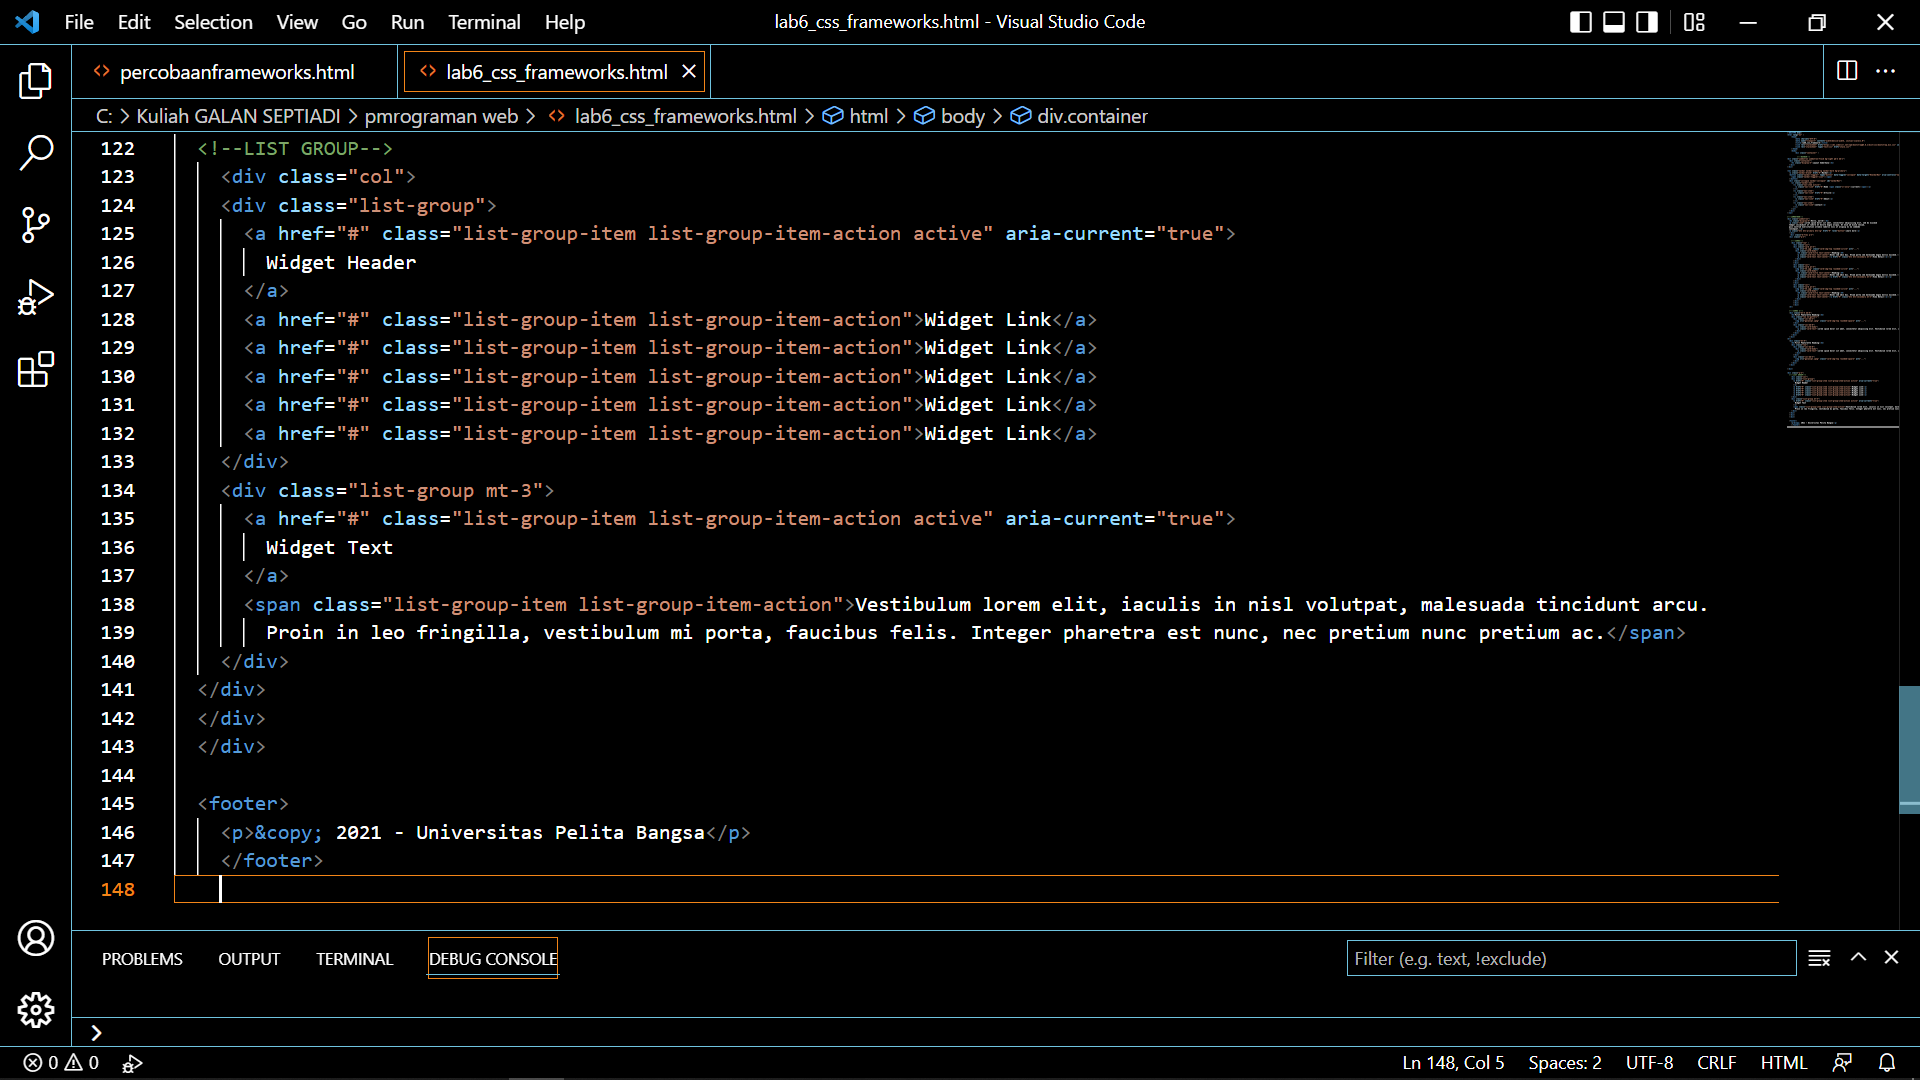 File Edit Selection View Go Run Terminal Help lab6_css_frameworks.html - Visual Studio Code
percobaanframeworks.html lab6_css_frameworks.html
C: > Kuliah GALAN SEPTIADI > pmrograman web > lab6_css_frameworks.html > html > body > div.container
122 <!--LIST GROUP-->
123 <div class="col">
124 <div class="list-group">
125 <a href="#" class="list-group-item list-group-item-action active" aria-current="true">
126 Widget Header
127 </a>
128 <a href="#" class="list-group-item list-group-item-action">Widget Link</a>
129 <a href="#" class="list-group-item list-group-item-action">Widget Link</a>
130 <a href="#" class="list-group-item list-group-item-action">Widget Link</a>
131 <a href="#" class="list-group-item list-group-item-action">Widget Link</a>
132 <a href="#" class="list-group-item list-group-item-action">Widget Link</a>
133 </div>
134 <div class="list-group mt-3">
135 <a href="#" class="list-group-item list-group-item-action active" aria-current="true">
136 Widget Text
137 </a>
138 <span class="list-group-item list-group-item-action">Vestibulum lorem elit, iaculis in nisl volutpat, malesuada tincidunt arcu.
139 Proin in leo fringilla, vestibulum mi porta, faucibus felis. Integer pharetra est nunc, nec pretium nunc pretium ac.</span>
140 </div>
141 </div>
142 </div>
143 </div>
144
145 <footer>
146 <p>&copy; 2021 - Universitas Pelita Bangsa</p>
147 </footer>
148
PROBLEMS OUTPUT TERMINAL DEBUG CONSOLE Filter (e.g. text, !exclude)
0 0 Ln 148, Col 5 Spaces: 2 UTF-8 CRLF HTML